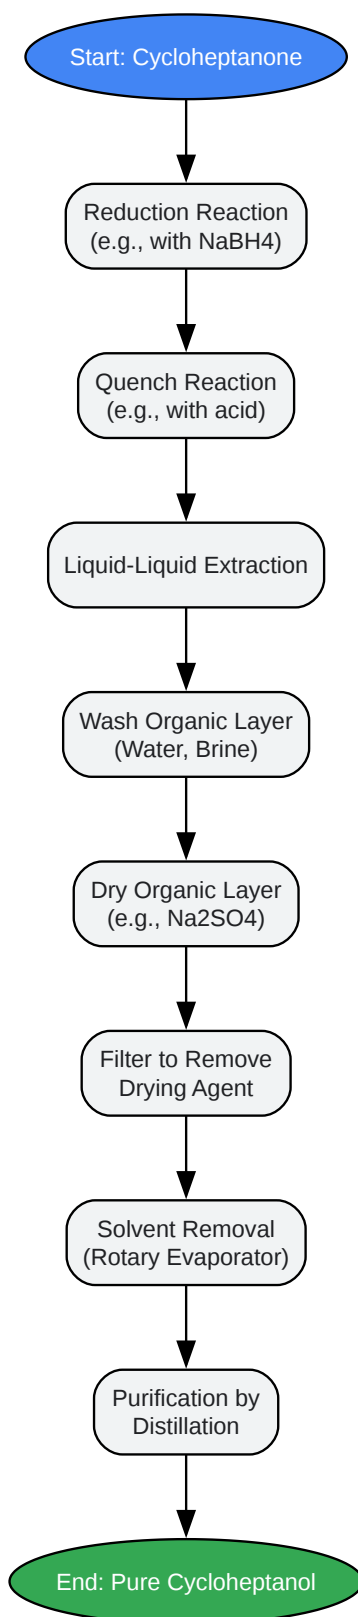 Start: Cycloheptanone
Reduction Reaction
(e.g., with NaBH4)
Quench Reaction
(e.g., with acid)
Liquid-Liquid Extraction
Wash Organic Layer
(Water, Brine)
Dry Organic Layer
(e.g., Na2SO4)
Filter to Remove
Drying Agent
Solvent Removal
(Rotary Evaporator)
Purification by
Distillation
End: Pure Cycloheptanol